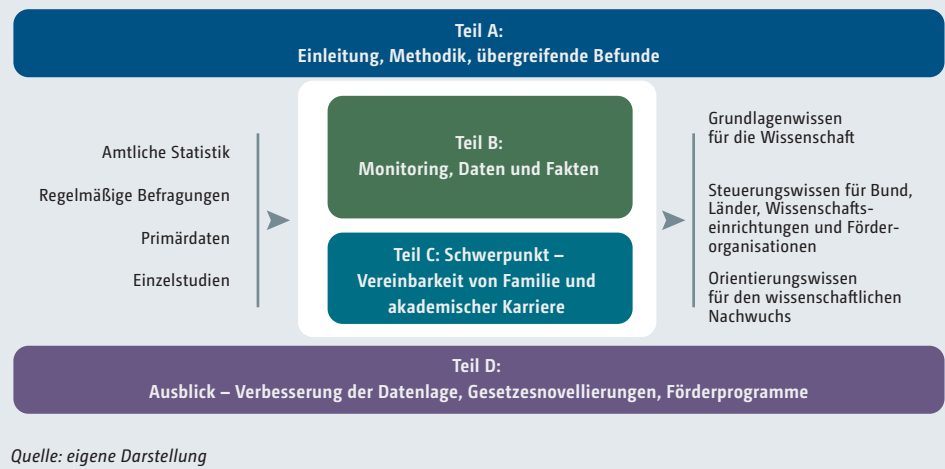 Teil A:
Einleitung, Methodik, übergreifende Befunde
Amtliche Statistik
Regelmäßige Befragungen
Primärdaten
Einzelstudien
Teil B:
Monitoring, Daten und Fakten
Teil C: Schwerpunkt –
Vereinbarkeit von Familie und
akademischer Karriere
Grundlagenwissen
für die Wissenschaft
Steuerungswissen für Bund,
Länder, Wissenschafts-
einrichtungen und Förder-
organisationen
Orientierungswissen
für den wissenschaftlichen
Nachwuchs
Teil D:
Ausblick – Verbesserung der Datenlage, Gesetzesnovellierungen, Förderprogramme
Quelle: eigene Darstellung